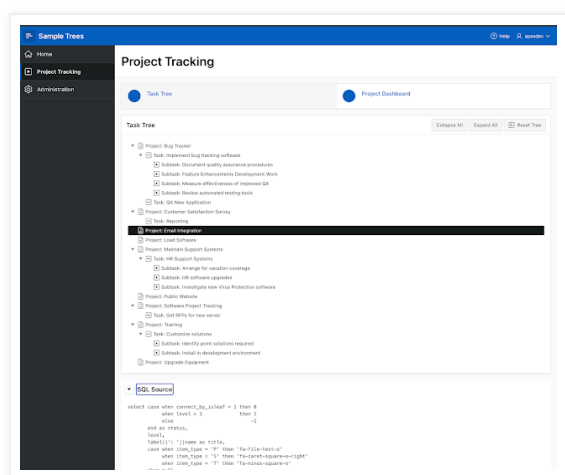 Sample Trees
Help apexdev
Home
Project Tracking
Administration
Project Tracking
Task Tree
Project Dashboard
Task Tree
Collapse All Expand All Reset Tree
Project: Bug Tracker
Task: Implement bug tracking software
Subtask: Document quality assurance procedures
Subtask: Feature Enhancements Development Work
Subtask: Measure effectiveness of improved QA
Subtask: Review automated testing tools
Task: QA New Application
Project: Customer Satisfaction Survey
Task: Reporting
Project: Email Integration
Project: Load Software
Project: Maintain Support Systems
Task: HR Support Systems
Subtask: Arrange for vacation coverage
Subtask: HR software upgrades
Subtask: Investigate new Virus Protection software
Project: Public Website
Project: Software Project Tracking
Task: Get RFPs for new server
Project: Training
Task: Customize solutions
Subtask: Identify point solutions required
Subtask: Install in development environment
Project: Upgrade Equipment
SQL Source
select case when connect_by_isleaf = 1 then 0
when level = 1 then 1
else -1
end as status,
level,
label||': '||name as title,
case when item_type = 'P' then 'fa-file-text-o'
when item_type = 'S' then 'fa-caret-square-o-right'
when item_type = 'T' then 'fa-minus-square-o'